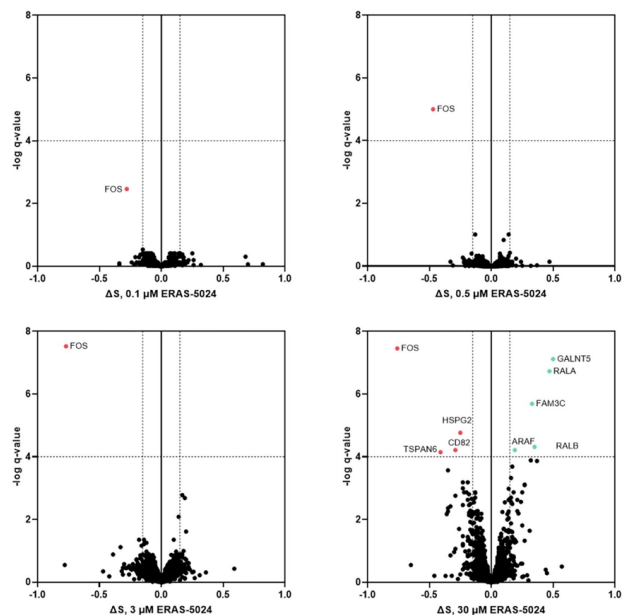 8
6
4
2
0
-log q-value
FOS
-1.0 -0.5 0.0 0.5 1.0
ΔS, 0.1 µM ERAS-5024
8
6
4
2
0
-log q-value
FOS
-1.0 -0.5 0.0 0.5 1.0
ΔS, 0.5 µM ERAS-5024
8
6
4
2
0
-log q-value
FOS
-1.0 -0.5 0.0 0.5 1.0
ΔS, 3 µM ERAS-5024
8
6
4
2
0
-log q-value
FOS
GALNT5
RALA
FAM3C
HSPG2
CD82
TSPAN6
ARAF
RALB
-1.0 -0.5 0.0 0.5 1.0
ΔS, 30 µM ERAS-5024